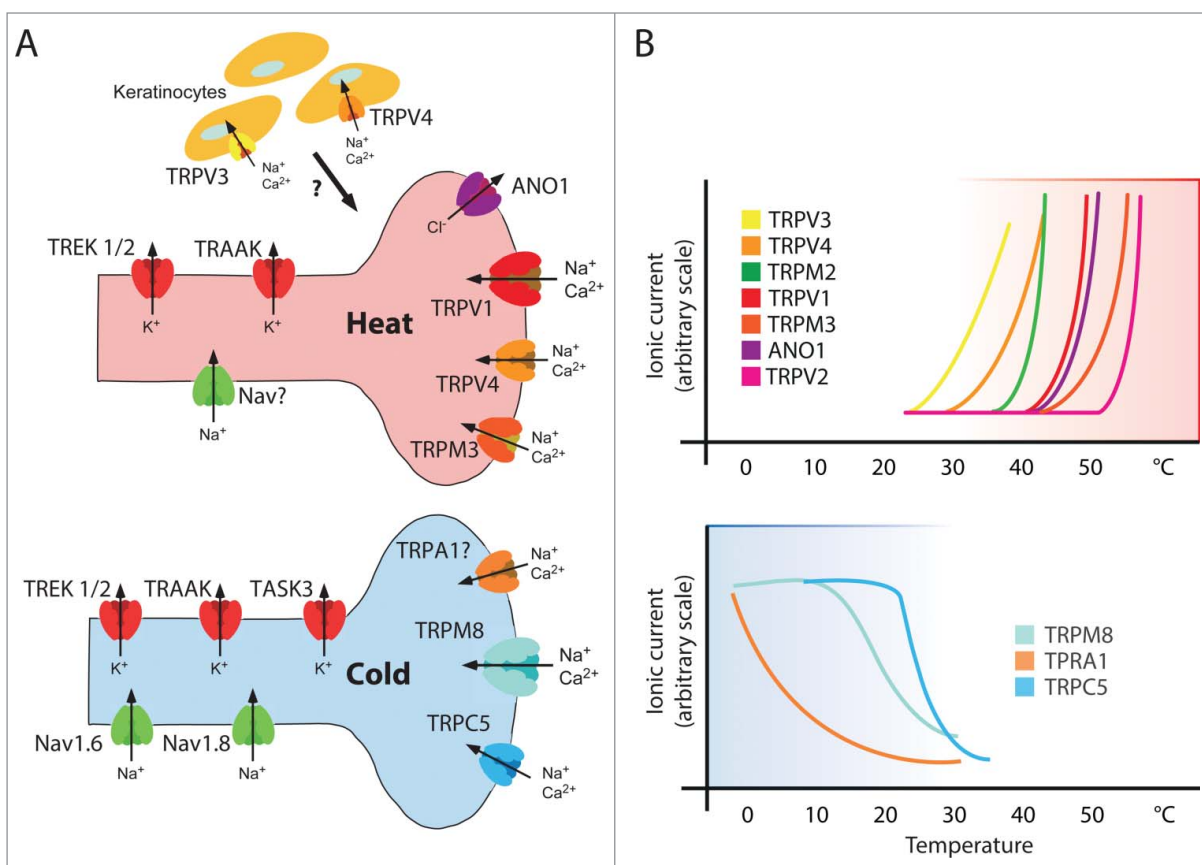 A
Keratinocytes
TRPV4
Na⁺
Ca²⁺
TRPV3
Na⁺
Ca²⁺
?
ANO1
Cl⁻
TREK 1/2
TRAAK
K⁺
K⁺
Heat
Na⁺
Ca²⁺
TRPV1
Na⁺
Ca²⁺
TRPV4
Nav?
Na⁺
TRPM3
Na⁺
Ca²⁺
TRPA1?
Na⁺
Ca²⁺
TREK 1/2
TRAAK
TASK3
K⁺
K⁺
K⁺
TRPM8
Na⁺
Ca²⁺
Cold
Nav1.6
Nav1.8
Na⁺
Na⁺
TRPC5
Na⁺
Ca²⁺
B
Ionic current
(arbitrary scale)
TRPV3
TRPV4
TRPM2
TRPV1
TRPM3
ANO1
TRPV2
0 10 20 30 40 50 °C
Ionic current
(arbitrary scale)
TRPM8
TPRA1
TRPC5
0 10 22 30 40 50 °C
Temperature